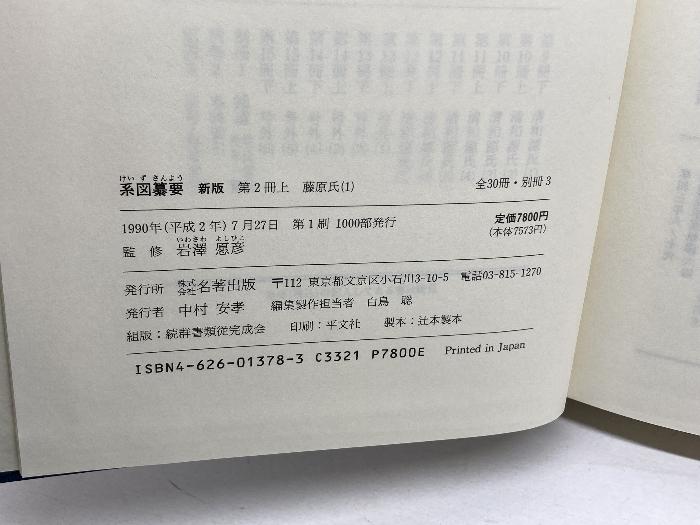 けいずさんよう
系図纂要 新版 第2冊上 藤原氏(1) 全30冊・別冊3
1990年(平成2年)7月27日 第1刷 1000部発行 定価7800円
(本体7573円)
いわさわ よしひこ
監修 岩澤 愿彦
発行所 株式会社名著出版 〒112 東京都文京区小石川3-10-5 電話03-815-1270
発行者 中村 安孝 編集製作担当者 白鳥 聡
組版:続群書類従完成会 印刷:平文社 製本:辻本製本
ISBN4-626-01378-3 C3321 P7800E Printed in Japan